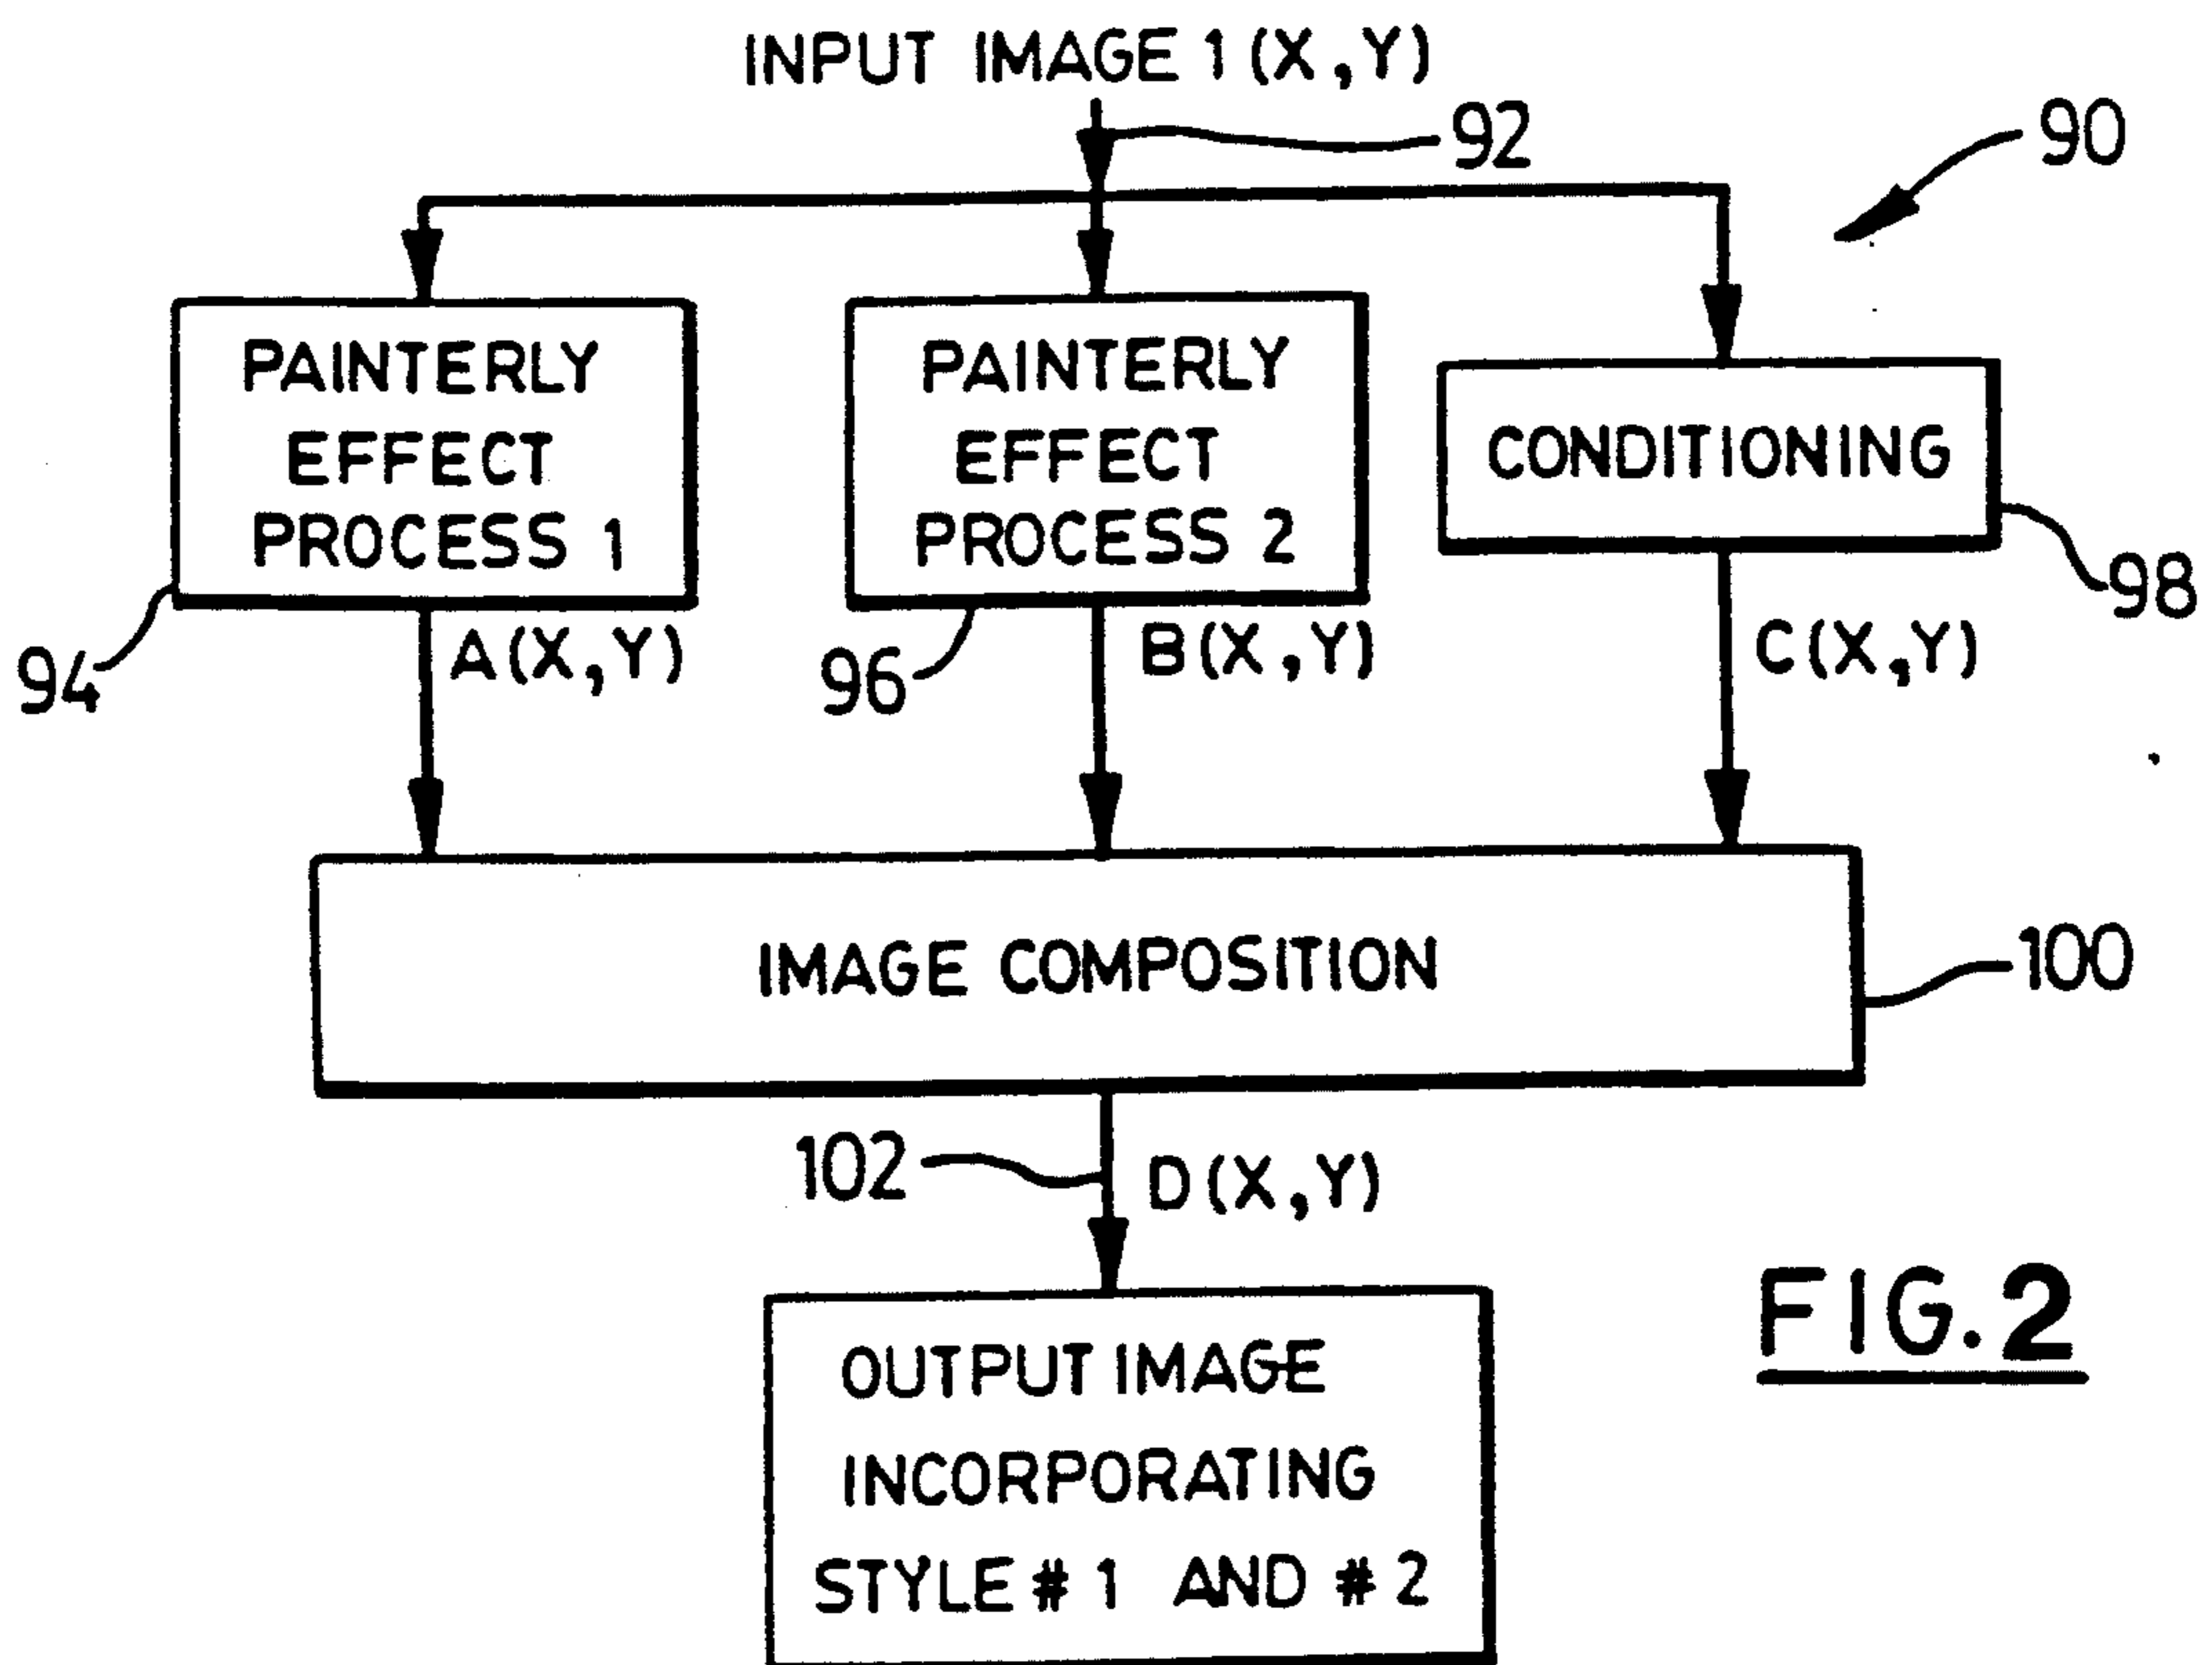 INPUT IMAGE 1 (X,Y)
92
90
PAINTERLY
EFFECT
PROCESS 1
PAINTERLY
EFFECT
PROCESS 2
CONDITIONING
94
A(X,Y)
96
B(X,Y)
C(X,Y)
98
IMAGE COMPOSITION
100
102
D(X,Y)
OUTPUT IMAGE
INCORPORATING
STYLE # 1 AND # 2
FIG.2